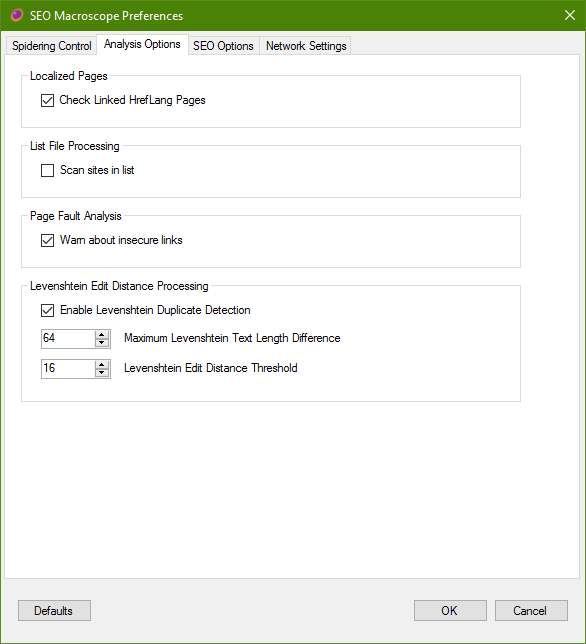 SEO Macroscope Preferences
Spidering Control Analysis Options SEO Options Network Settings
Localized Pages
Check Linked HrefLang Pages
List File Processing
Scan sites in list
Page Fault Analysis
Warn about insecure links
Levenshtein Edit Distance Processing
Enable Levenshtein Duplicate Detection
64 Maximum Levenshtein Text Length Difference
16 Levenshtein Edit Distance Threshold
Defaults OK Cancel